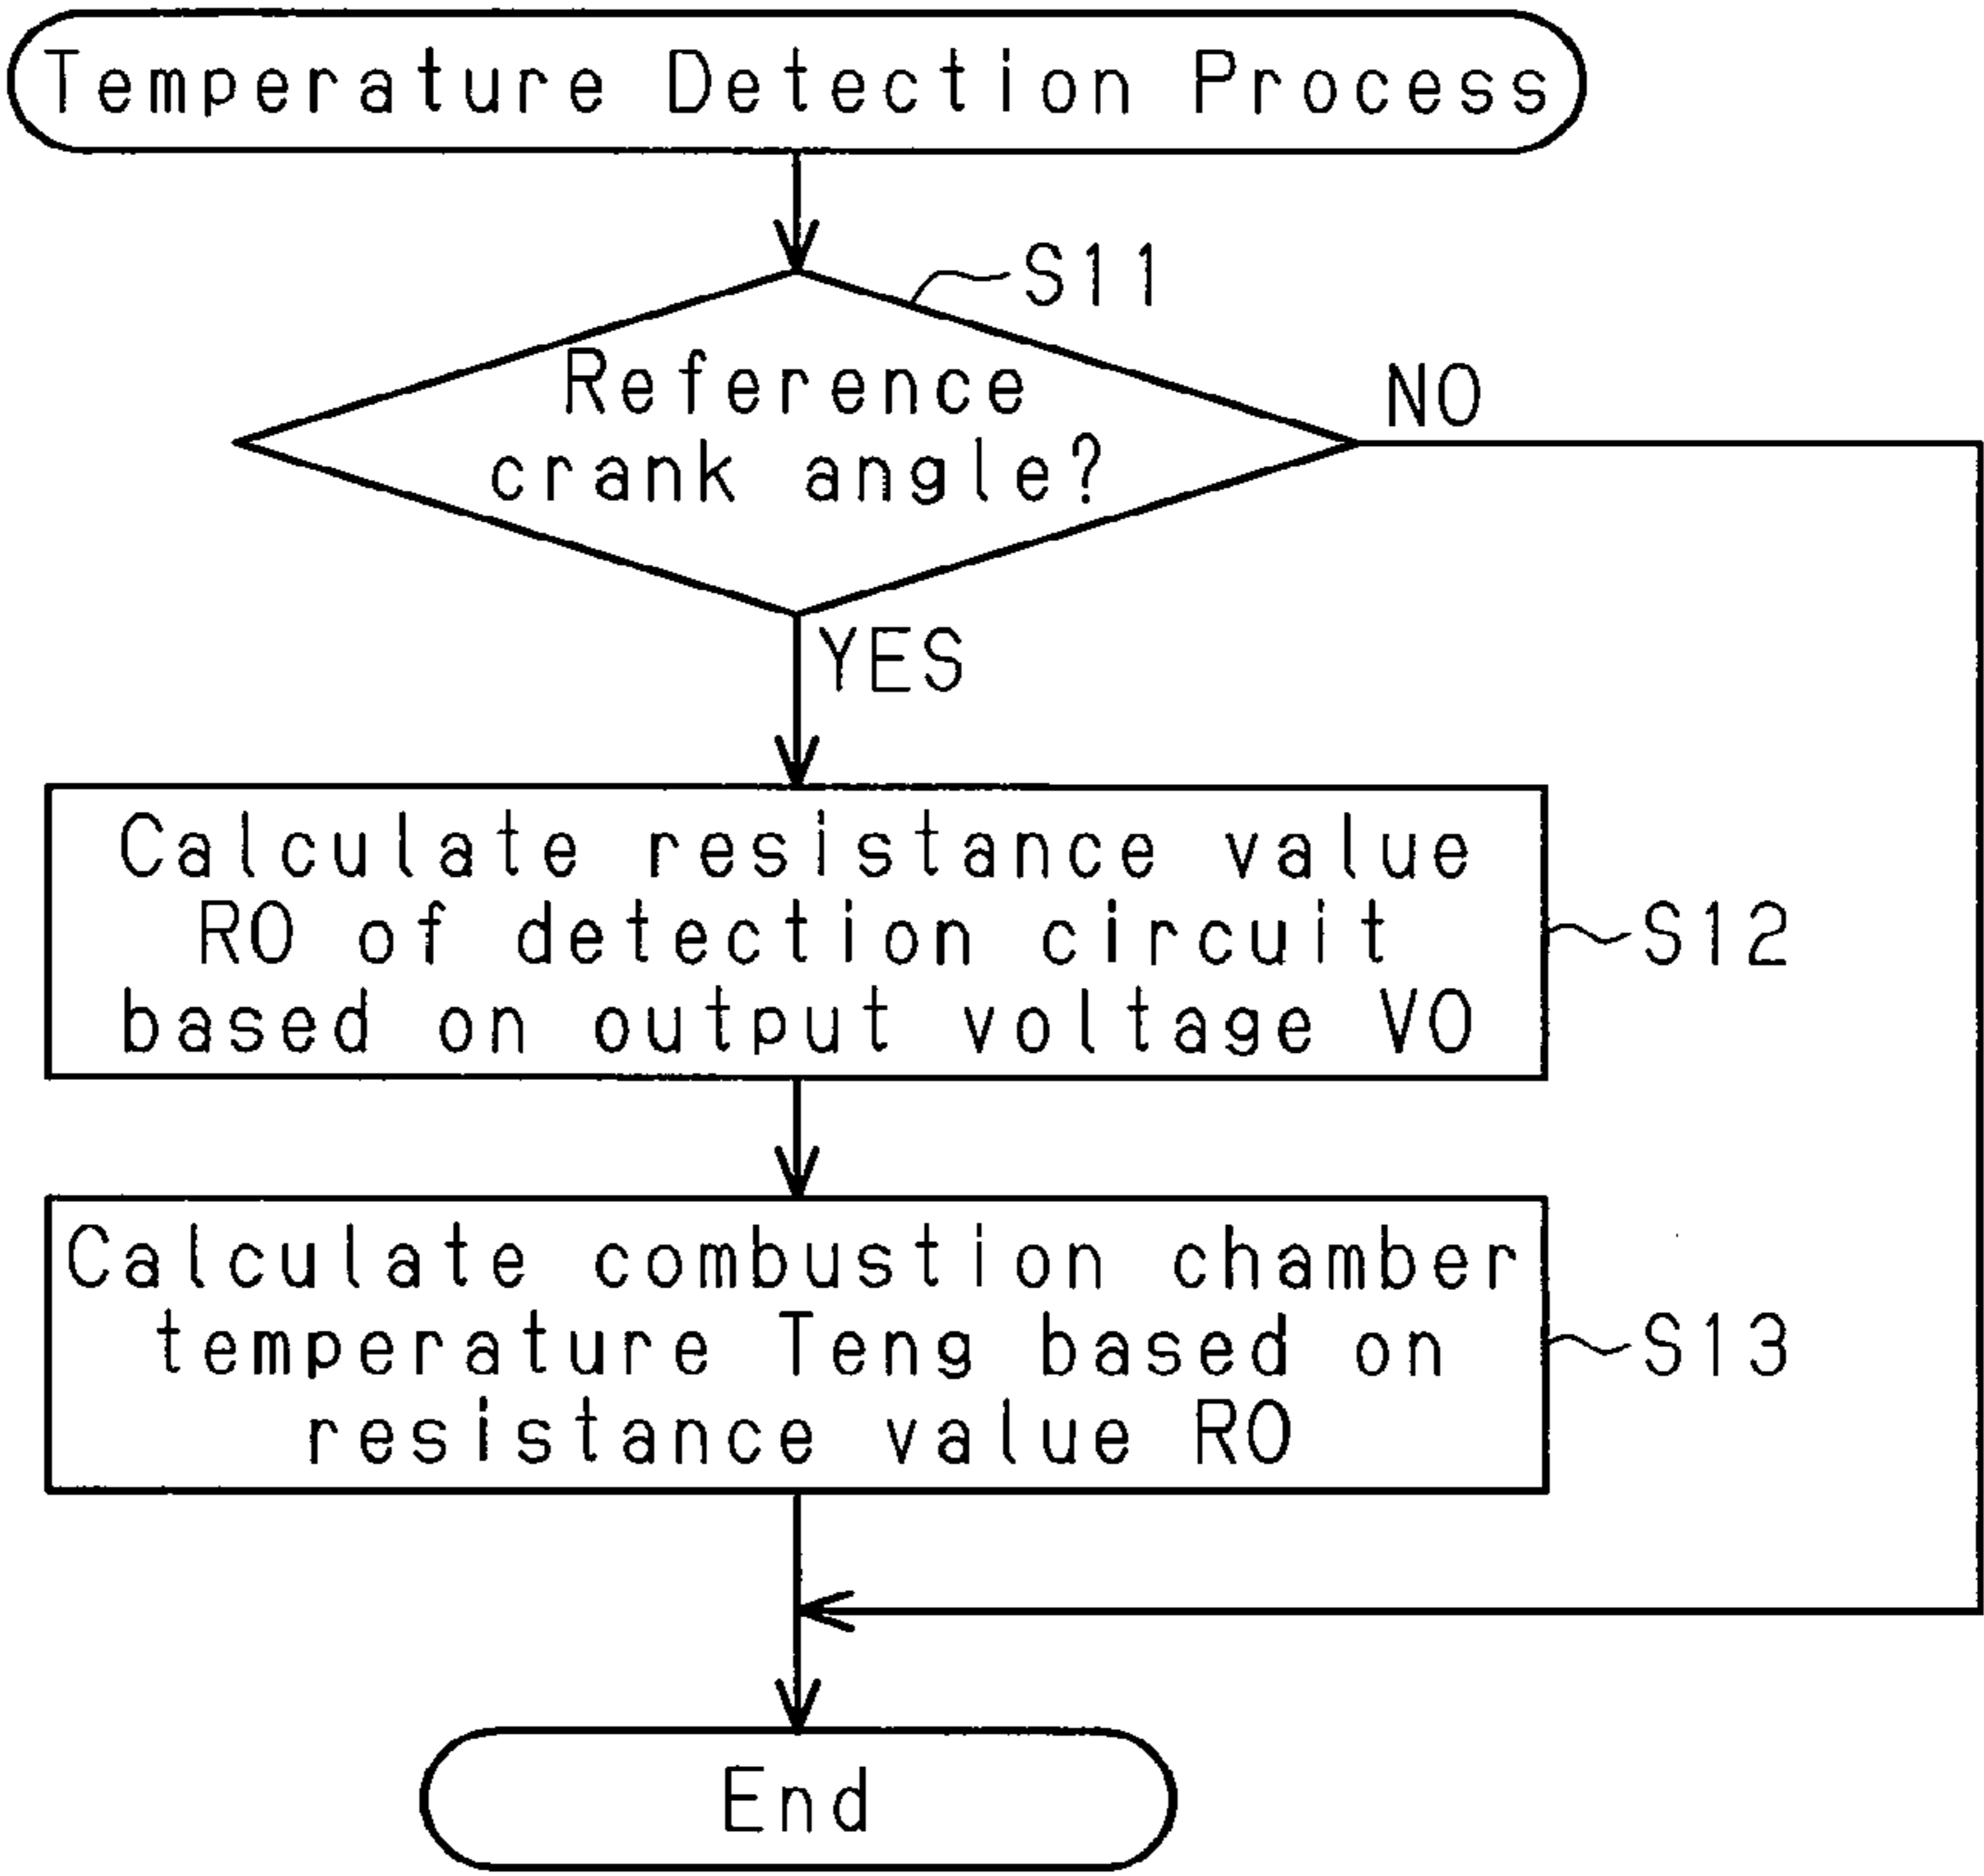 Temperature Detection Process
S11
Reference
crank angle?
NO
YES
Calculate resistance value
RO of detection circuit
based on output voltage VO
S12
Calculate combustion chamber
temperature Teng based on
resistance value RO
S13
End